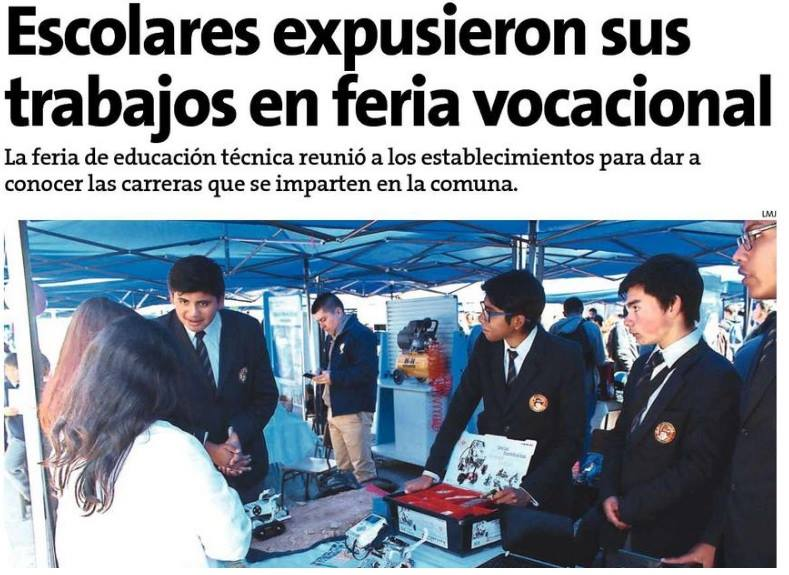 Escolares expusieron sus
trabajos en feria vocacional
La feria de educación técnica reunió a los establecimientos para dar a
conocer las carreras que se imparten en la comuna.
LMJ